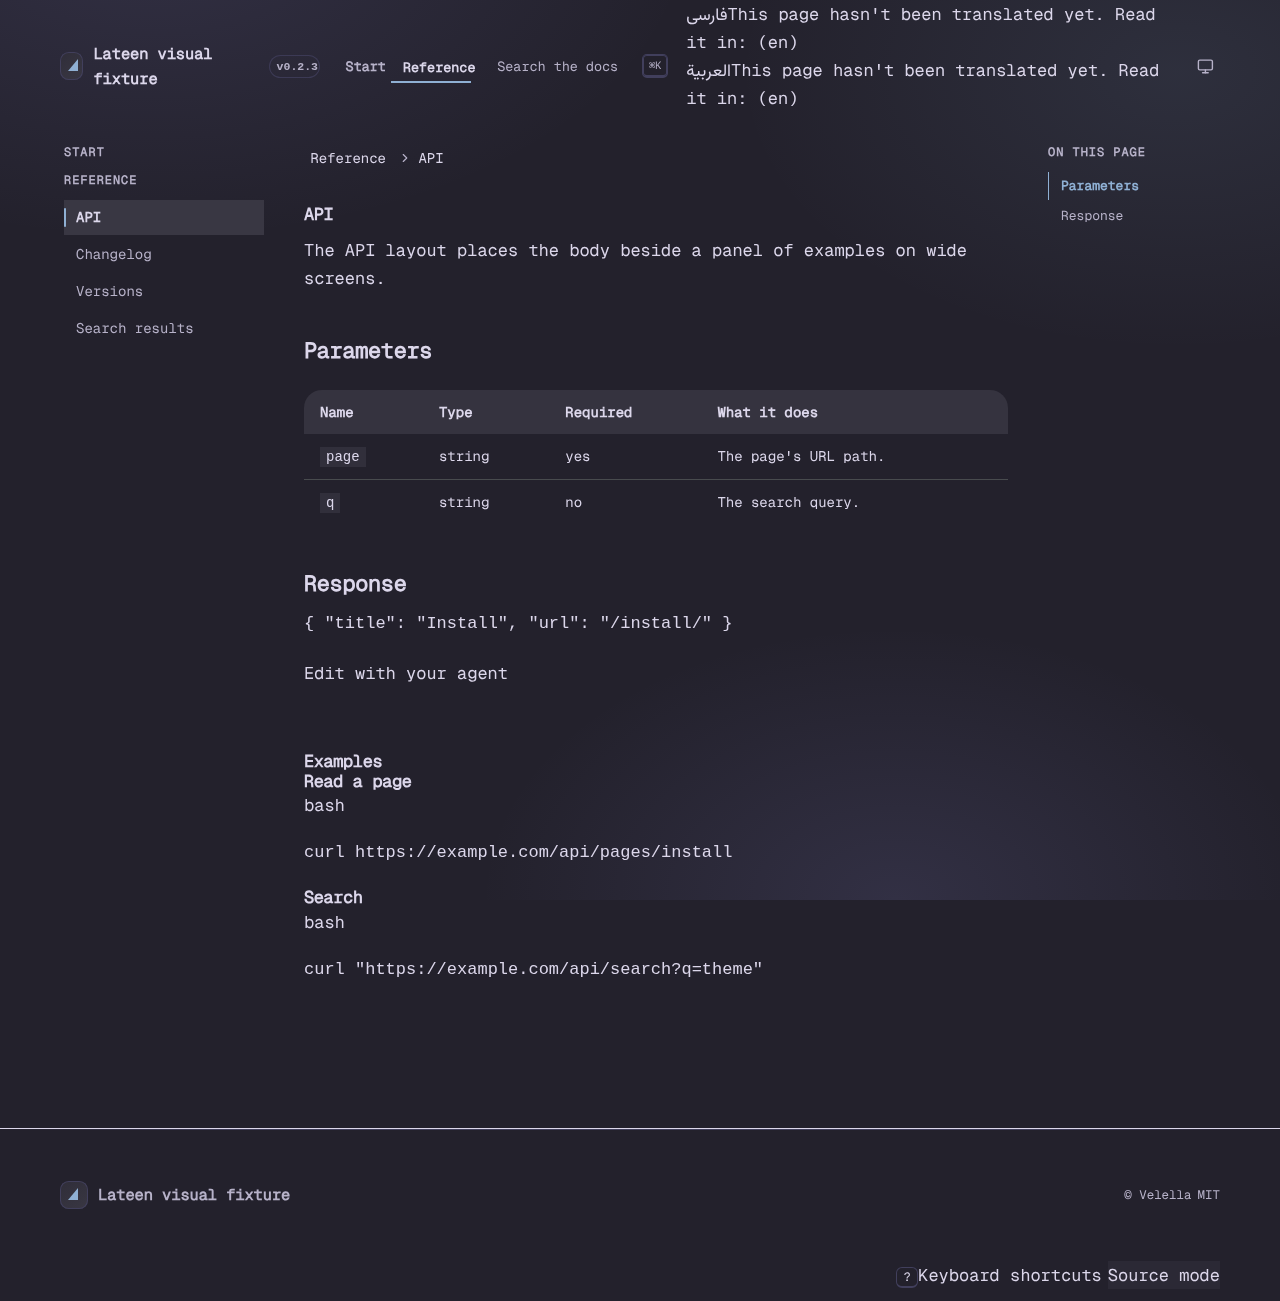 Lateen visual
fixture
v0.2.3
Start
Reference
Search the docs
⌘K
فارسیThis page hasn't been translated yet. Read
it in: (en)
العربيةThis page hasn't been translated yet. Read
it in: (en)
START
REFERENCE
API
Changelog
Versions
Search results
Reference > API
API
The API layout places the body beside a panel of examples on wide
screens.
Parameters
Name Type Required What it does
page string yes The page's URL path.
q string no The search query.
Response
{ "title": "Install", "url": "/install/" }
Edit with your agent
Examples
Read a page
bash
curl https://example.com/api/pages/install
Search
bash
curl "https://example.com/api/search?q=theme"
ON THIS PAGE
Parameters
Response
Lateen visual fixture
© Velella MIT
? Keyboard shortcuts Source mode